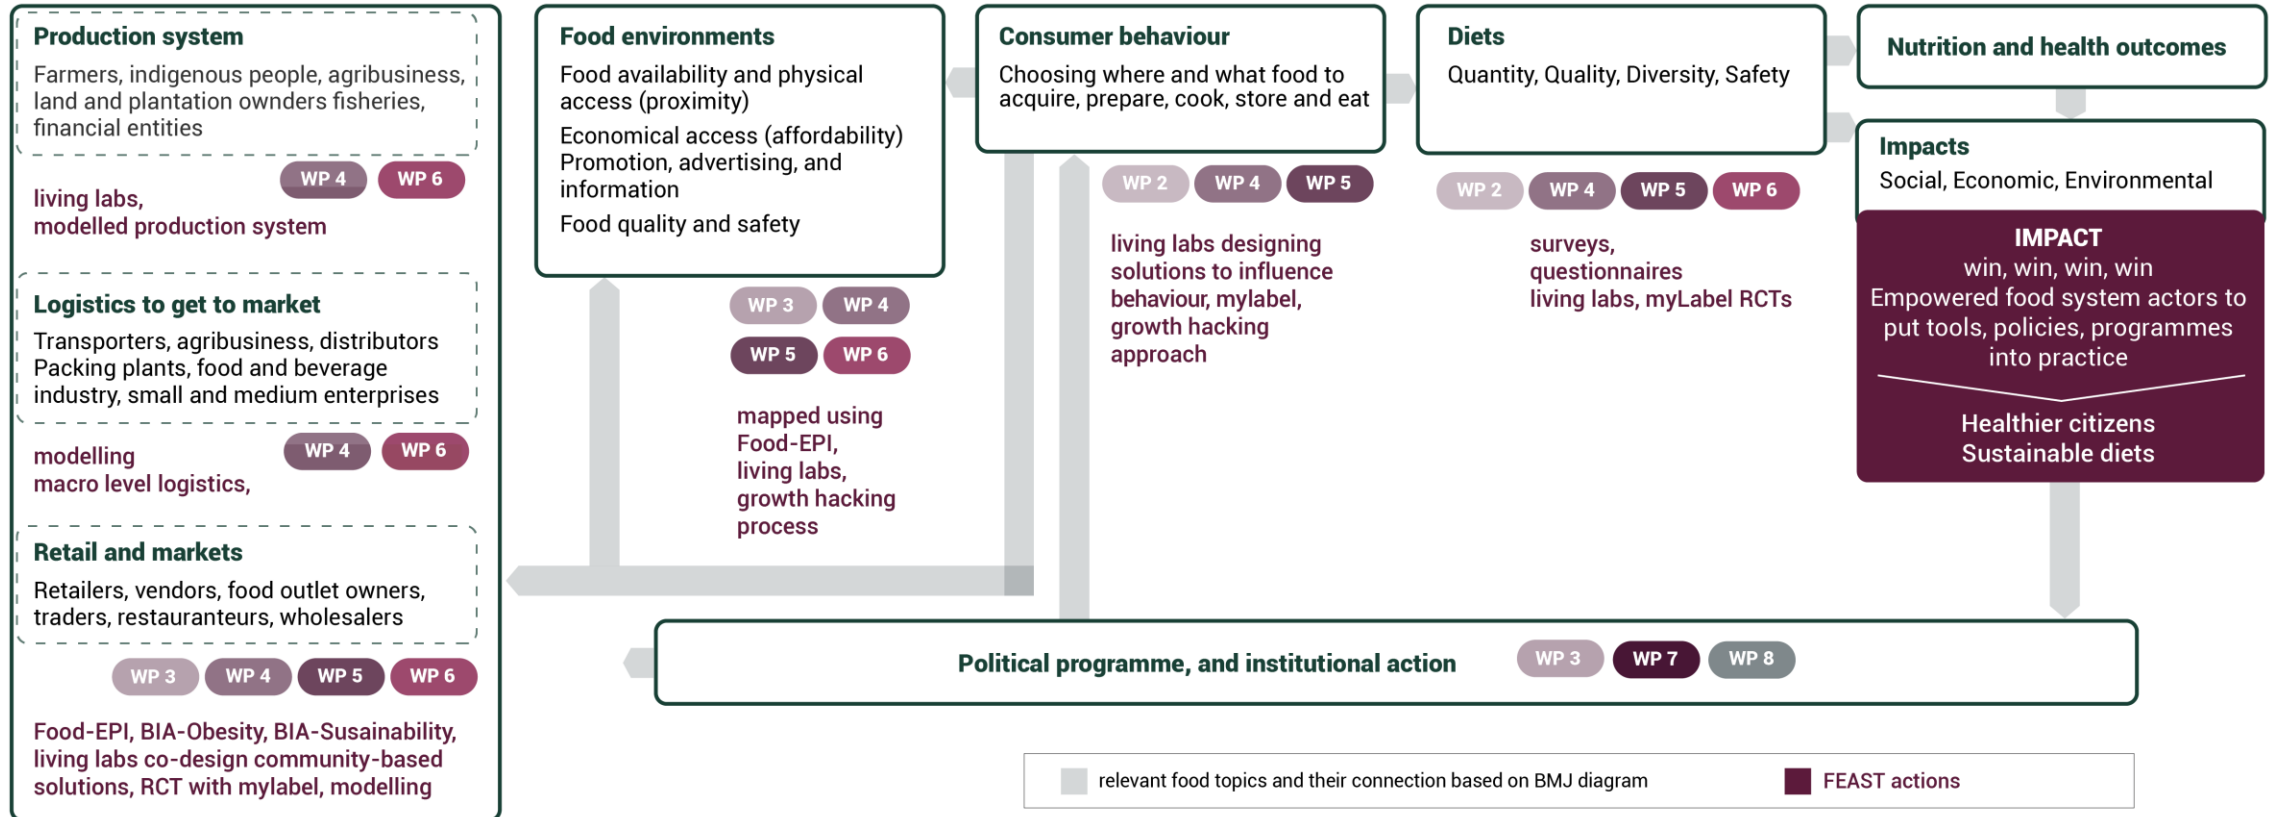 Production system
Farmers, indigenous people, agribusiness,
land and plantation ownders fisheries,
financial entities
WP 4
WP 6
living labs,
modelled production system
Logistics to get to market
Transporters, agribusiness, distributors
Packing plants, food and beverage
industry, small and medium enterprises
WP 4
WP 6
modelling
macro level logistics,
Retail and markets
Retailers, vendors, food outlet owners,
traders, restauranteurs, wholesalers
WP 3
WP 4
WP 5
WP 6
Food-EPI, BIA-Obesity, BIA-Susainability,
living labs co-design community-based
solutions, RCT with mylabel, modelling
Food environments
Food availability and physical
access (proximity)
Economical access (affordability)
Promotion, advertising, and
information
Food quality and safety
WP 3
WP 4
WP 5
WP 6
mapped using
Food-EPI,
living labs,
growth hacking
process
Consumer behaviour
Choosing where and what food to
acquire, prepare, cook, store and eat
WP 2
WP 4
WP 5
living labs designing
solutions to influence
behaviour, mylabel,
growth hacking
approach
Diets
Quantity, Quality, Diversity, Safety
WP 2
WP 4
WP 5
WP 6
surveys,
questionnaires
living labs, myLabel RCTs
Nutrition and health outcomes
Impacts
Social, Economic, Environmental
IMPACT
win, win, win, win
Empowered food system actors to
put tools, policies, programmes
into practice
Healthier citizens
Sustainable diets
Political programme, and institutional action
WP 3
WP 7
WP 8
relevant food topics and their connection based on BMJ diagram
FEAST actions